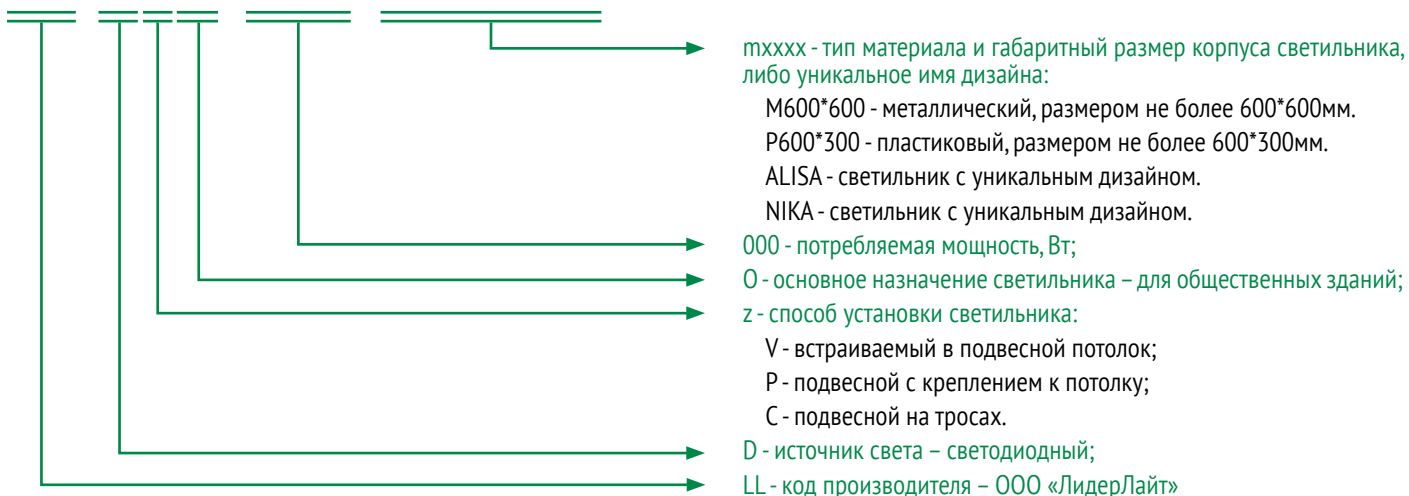 mxxxx - тип материала и габаритный размер корпуса светильника,
либо уникальное имя дизайна:
M600*600 - металлический, размером не более 600*600мм.
P600*300 - пластиковый, размером не более 600*300мм.
ALISA - светильник с уникальным дизайном.
NIKA - светильник с уникальным дизайном.
000 - потребляемая мощность, Вт;
O - основное назначение светильника – для общественных зданий;
z - способ установки светильника:
V - встраиваемый в подвесной потолок;
P - подвесной с креплением к потолку;
C - подвесной на тросах.
D - источник света – светодиодный;
LL - код производителя – ООО «ЛидерЛайт»